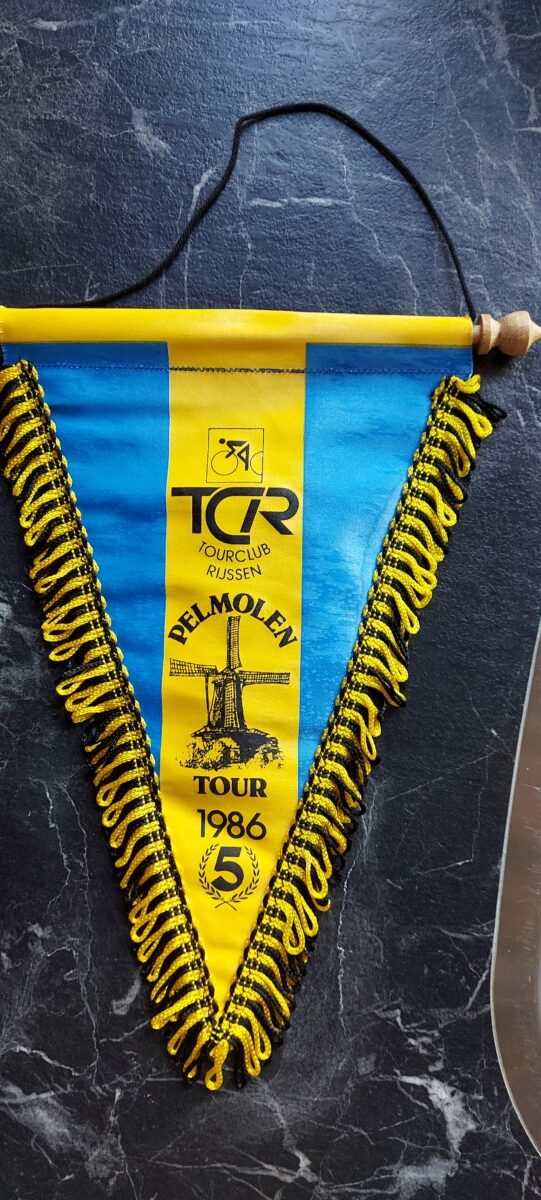 TCR
TOURCLUB
RIJSSEN
PELMOLEN
TOUR
1986
5